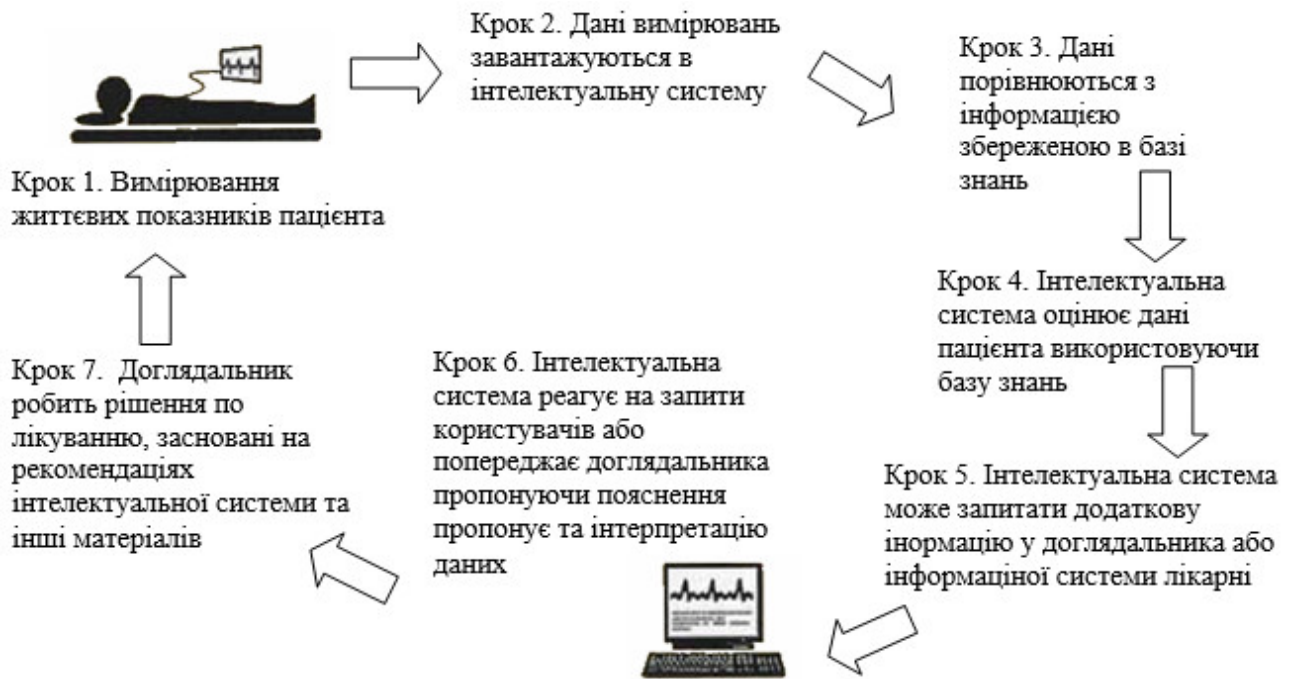 Крок 1. Вимірювання
життєвих показників пацієнта
Крок 2. Дані вимірювань
завантажуються в
інтелектуальну систему
Крок 3. Дані
порівнюються з
інформацією
збереженою в базі
знань
Крок 4. Інтелектуальна
система оцінює дані
пацієнта використовуючи
базу знань
Крок 5. Інтелектуальна система
може запитати додаткову
інормацію у доглядальника або
інформаціної системи лікарні
Крок 6. Інтелектуальна
система реагує на запити
користувачів або
попереджає доглядальника
пропонуючи пояснення
пропонує та інтерпретацію
даних
Крок 7. Доглядальник
робить рішення по
лікуванню, засновані на
рекомендаціях
інтелектуальної системи та
інші матеріалів